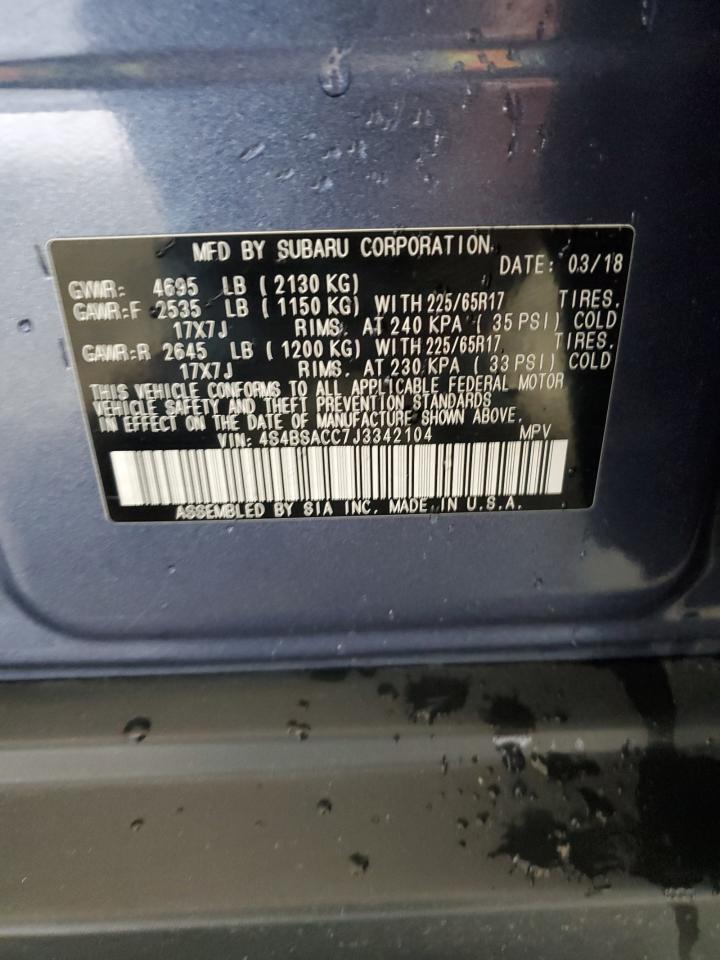 MFD BY SUBARU CORPORATION
DATE: 03/18
GVWR: 4695 LB ( 2130 KG)
GAWR:F 2535 LB ( 1150 KG) WITH 225/65R17 TIRES,
17X7J RIMS, AT 240 KPA ( 35 PSI) COLD
GAWR:R 2645 LB ( 1200 KG) WITH 225/65R17, TIRES,
17X7J RIMS, AT 230 KPA ( 33 PSI) COLD
THIS VEHICLE CONFORMS TO ALL APPLICABLE FEDERAL MOTOR
VEHICLE SAFETY AND THEFT PREVENTION STANDARDS
IN EFFECT ON THE DATE OF MANUFACTURE SHOWN ABOVE.
VIN: 4S4BSACC7J3342104 MPV
ASSEMBLED BY SIA INC. MADE IN U.S.A.